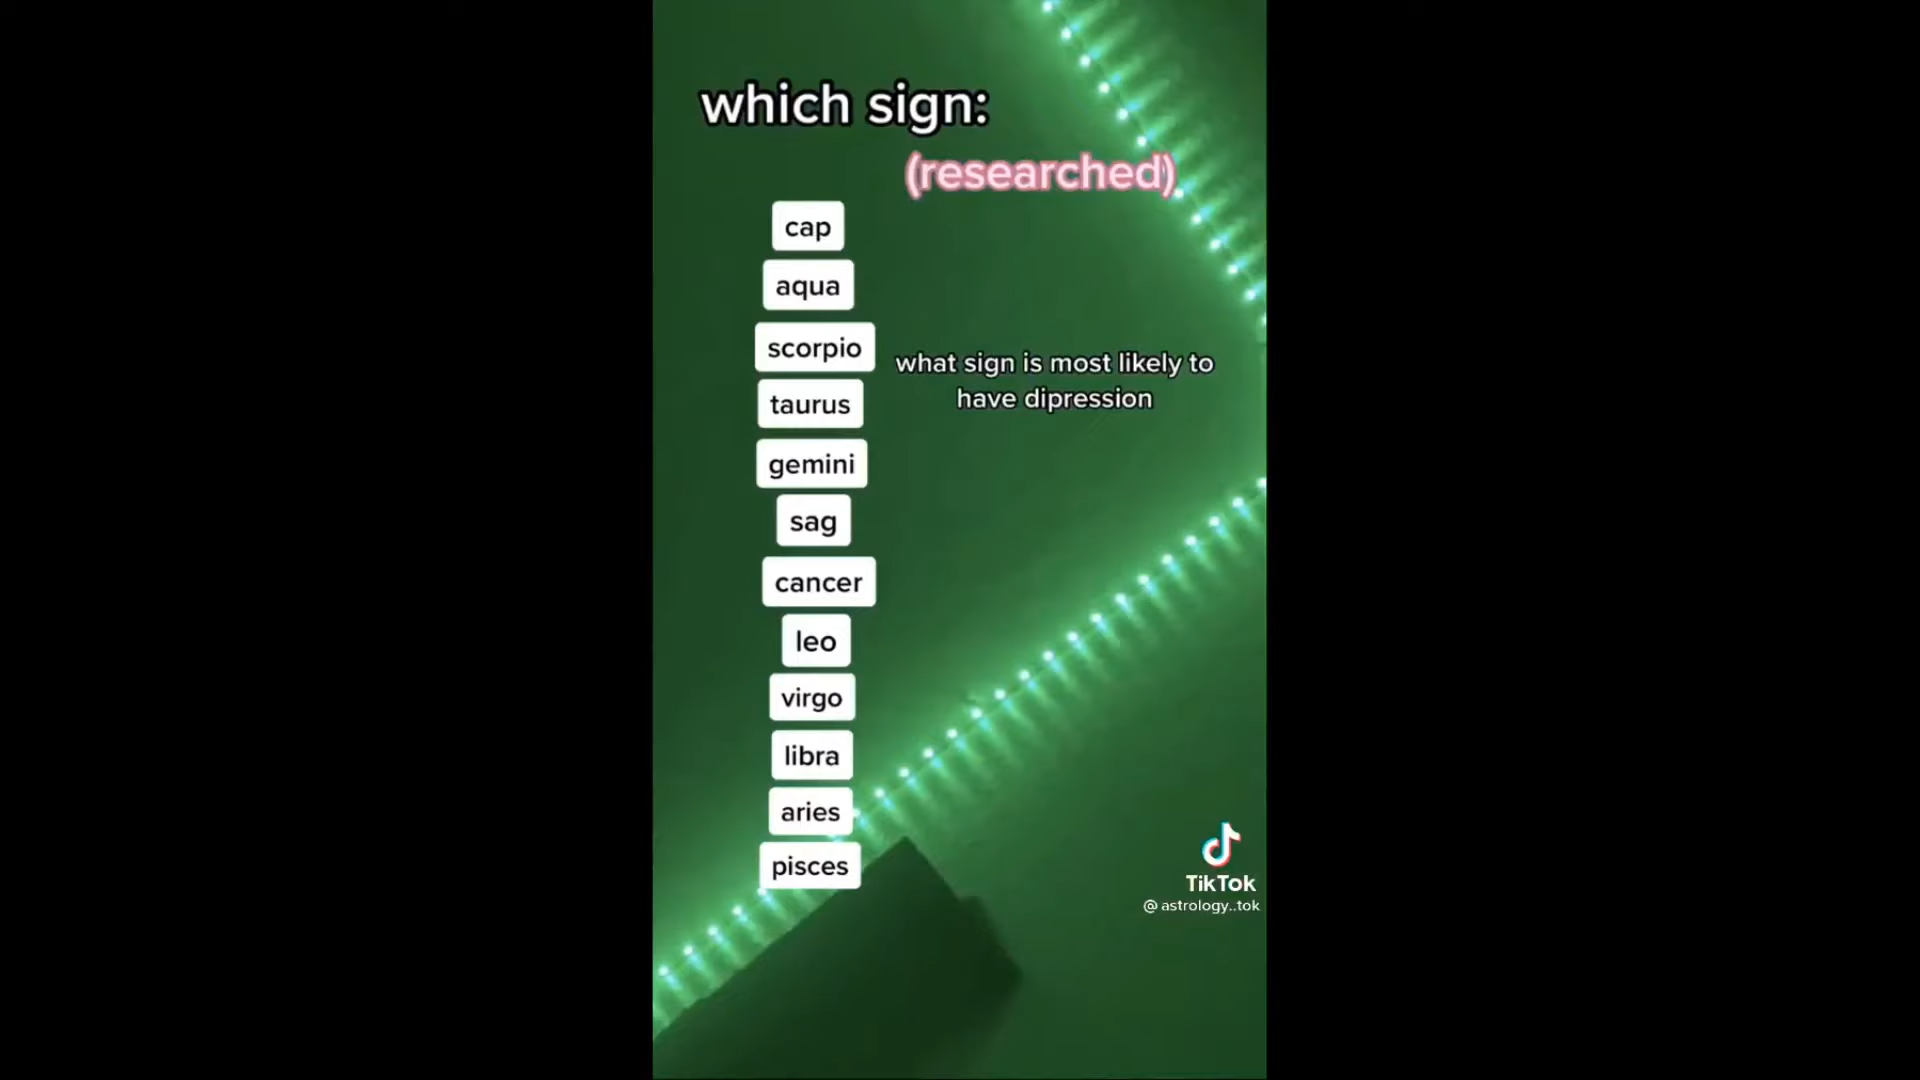 which sign:
(researched)
cap
aqua
scorpio
what sign is most likely to
have dipression
taurus
gemini
sag
cancer
leo
virgo
libra
aries
pisces
TikTok
@ astrology..tok